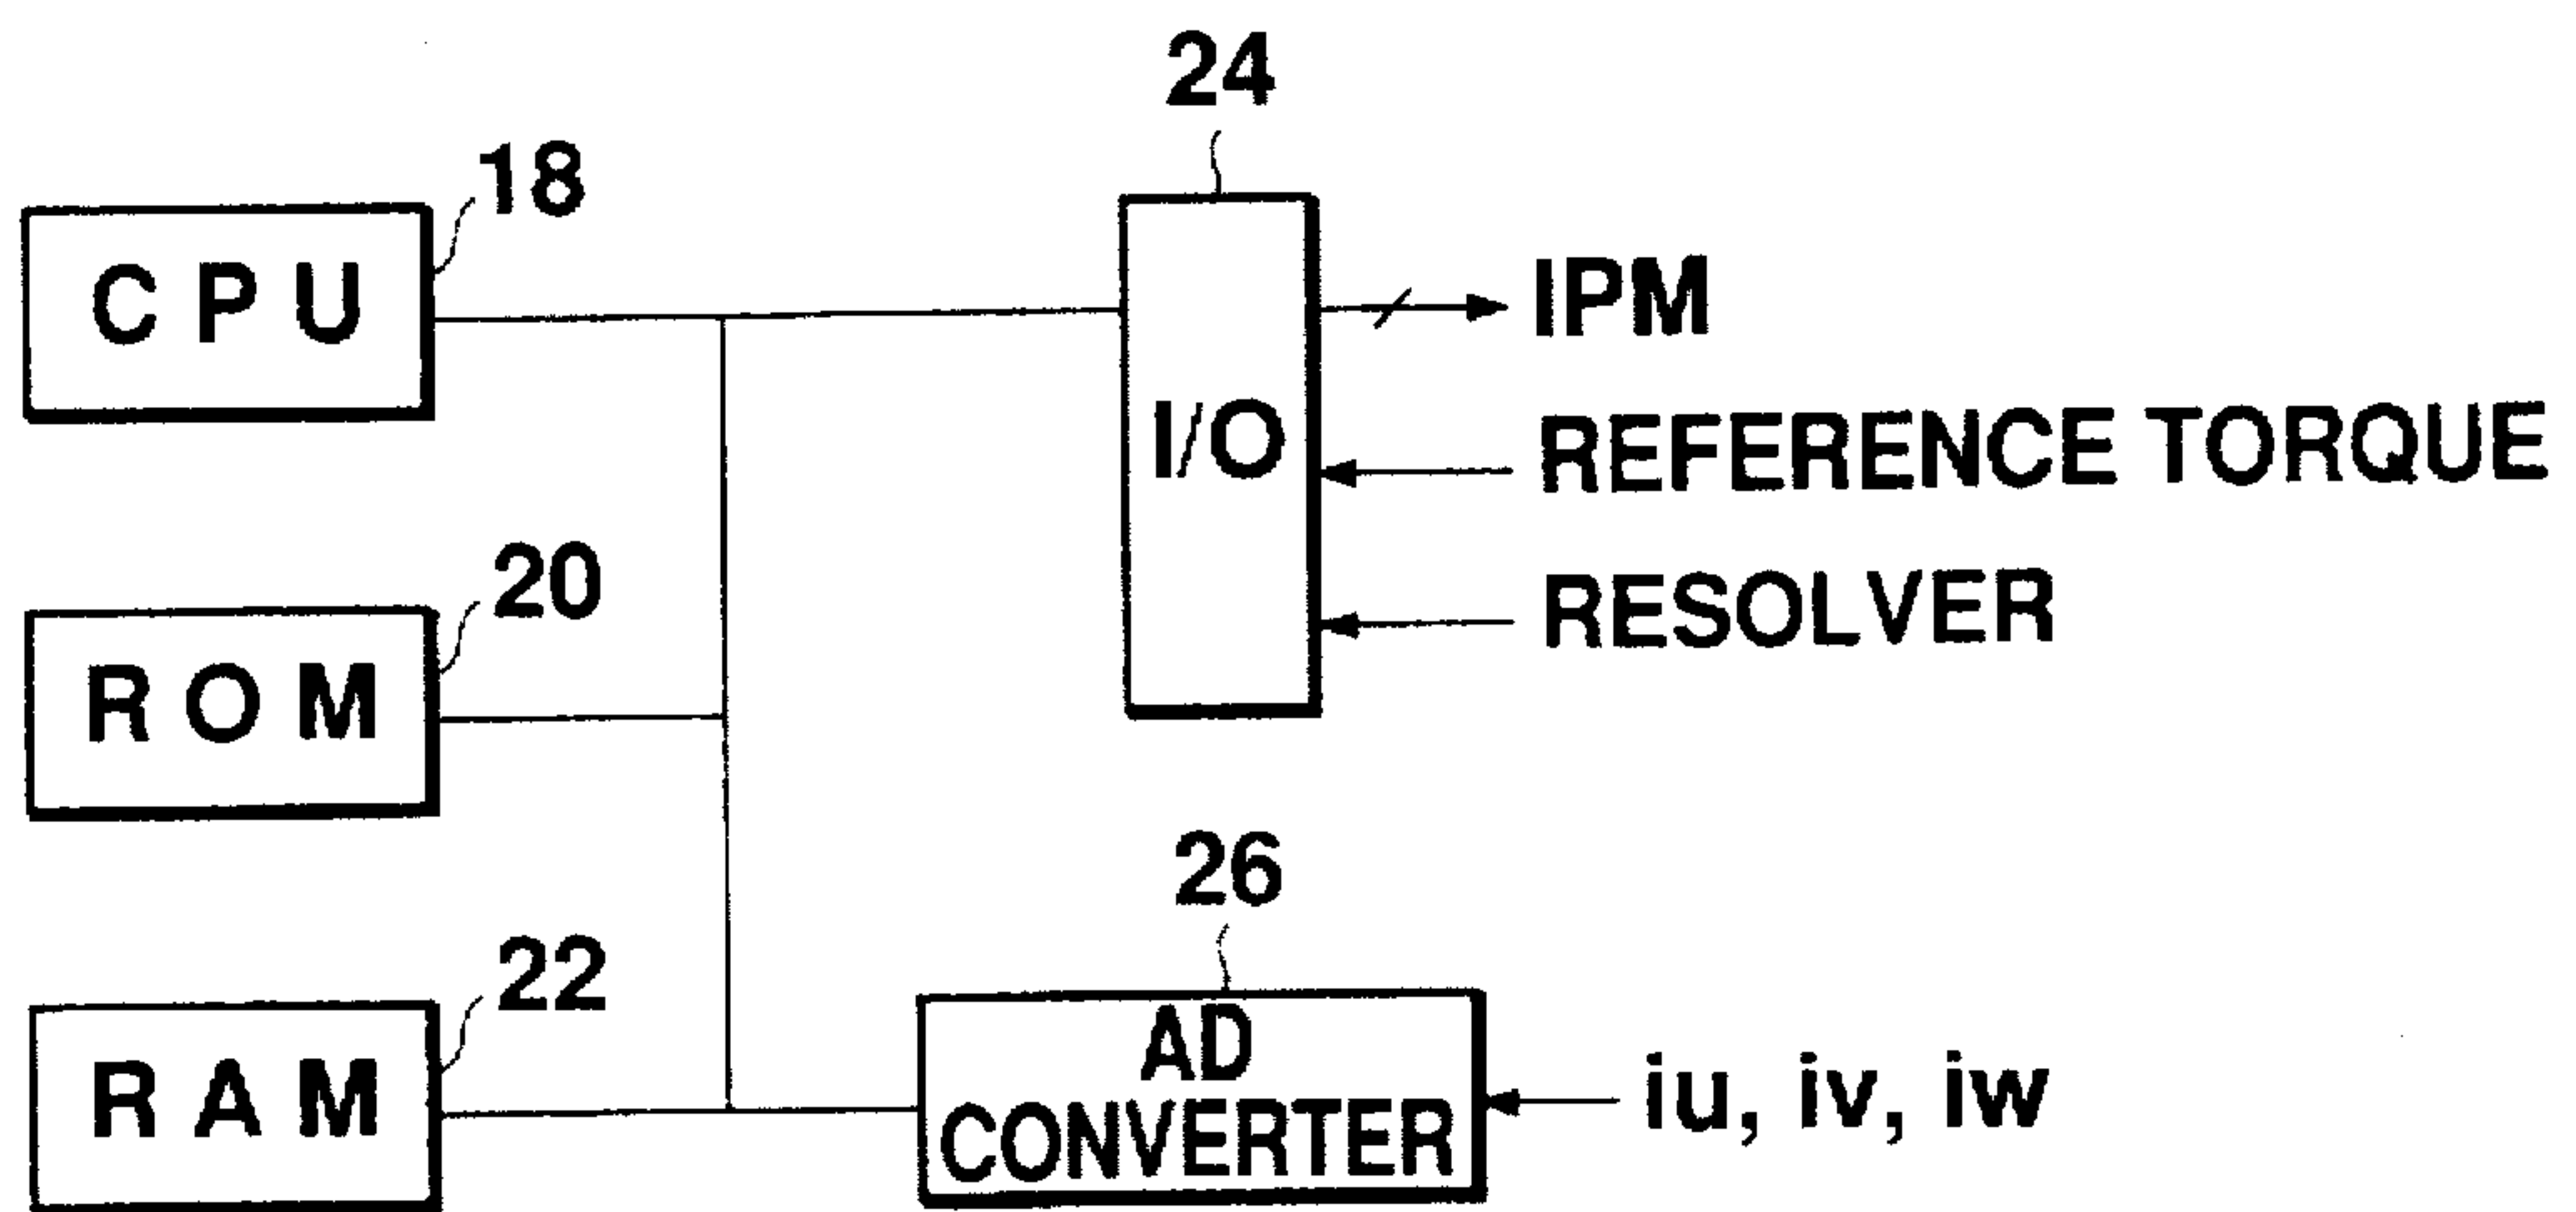 24
18
CPU
I/O
IPM
REFERENCE TORQUE
RESOLVER
20
ROM
26
22
RAM
AD
CONVERTER
iu, iv, iw